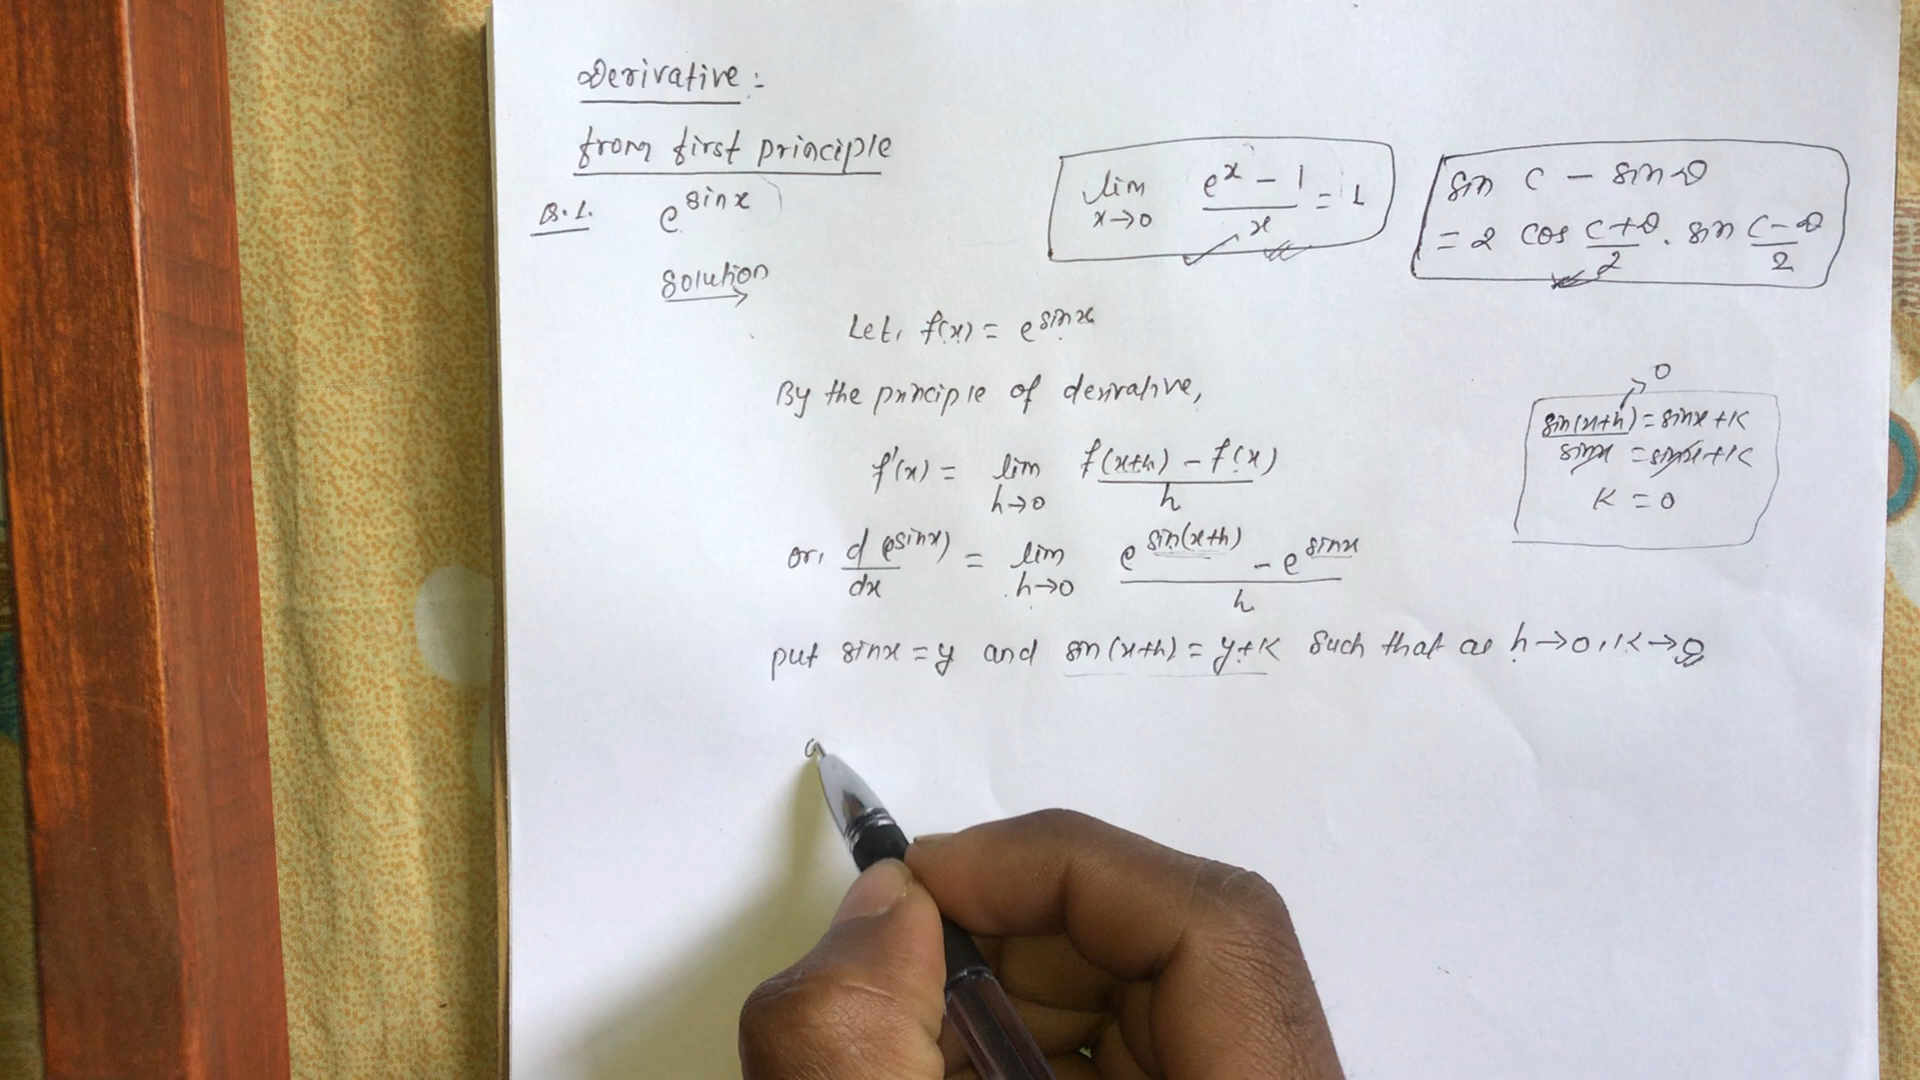 Derivative :
from first principle
Q.1. e^sinx
Solution
lim x→0 (e^x - 1)/x = 1
sin C - sin D
= 2 cos (C+D)/2 . sin (C-D)/2
Let, f(x) = e^sinx
By the principle of derivative,
f'(x) = lim h→0 (f(x+h) - f(x))/h
or, d(e^sinx)/dx = lim h→0 (e^sin(x+h) - e^sinx)/h
put sinx = y and sin(x+h) = y+K such that as h→0, K→0
0
sin(x+h) = sinx+K
sinx = sinx+K
K = 0